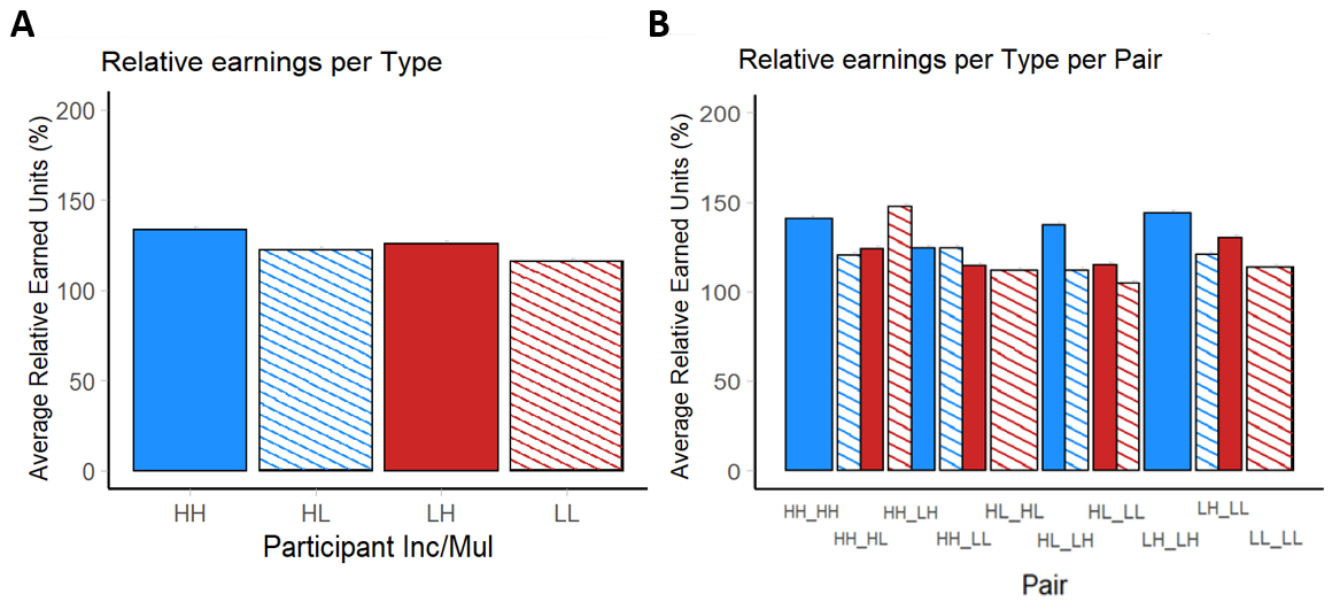 A
Relative earnings per Type
Average Relative Earned Units (%)
200
150
100
50
0
HH HL LH LL
Participant Inc/Mul
B
Relative earnings per Type per Pair
Average Relative Earned Units (%)
200
150
100
50
0
HH_HH HH_LH HL_HL HL_LL LH_LL
HH_HL HH_LL HL_LH LH_LH LL_LL
Pair